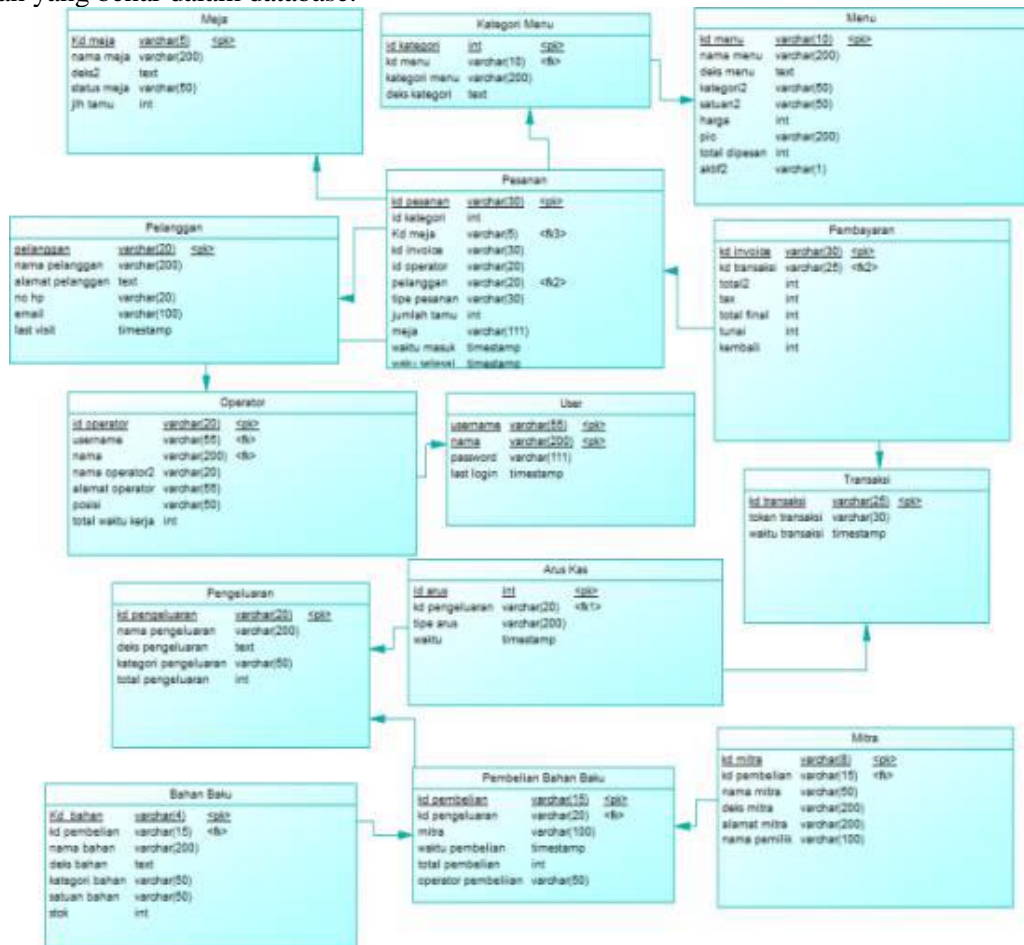 yang benar dalam database.
Meja
Kd meja varchar(5) <pk>
nama meja varchar(200)
deks2 text
status meja varchar(50)
jlh tamu int
Kategori Menu
id kategori int <pk>
kd menu varchar(10) <fk>
kategori menu varchar(200)
deks kategori text
Menu
kd menu varchar(10) <pk>
nama menu varchar(200)
deks menu text
kategori2 varchar(50)
satuan2 varchar(50)
harga int
pic varchar(200)
total dipesan int
aktif2 varchar(1)
Pesanan
kd pesanan varchar(30) <pk>
id kategori int
Kd meja varchar(5) <fk3>
kd invoice varchar(30)
id operator varchar(20)
pelanggan varchar(20) <fk2>
tipe pesanan varchar(30)
jumlah tamu int
meja varchar(111)
waktu masuk timestamp
waktu selesai timestamp
Pelanggan
pelanggan varchar(20) <pk>
nama pelanggan varchar(200)
alamat pelanggan text
no hp varchar(20)
email varchar(100)
last visit timestamp
Pembayaran
kd invoice varchar(30) <pk>
kd transaksi varchar(25) <fk2>
total2 int
tax int
total final int
tunai int
kembali int
Operator
id operator varchar(20) <pk>
username varchar(55) <fk>
nama varchar(200) <fk>
nama operator2 varchar(20)
alamat operator varchar(55)
posisi varchar(50)
total waktu kerja int
User
username varchar(55) <pk>
nama varchar(200) <pk>
password varchar(111)
last login timestamp
Transaksi
kd transaksi varchar(25) <pk>
token transaksi varchar(30)
waktu transaksi timestamp
Arus Kas
id arus int <pk>
kd pengeluaran varchar(20) <fk1>
tipe arus varchar(200)
waktu timestamp
Pengeluaran
kd pengeluaran varchar(20) <pk>
nama pengeluaran varchar(200)
deks pengeluaran text
kategori pengeluaran varchar(50)
total pengeluaran int
Mitra
kd mitra varchar(8) <pk>
kd pembelian varchar(15) <fk>
nama mitra varchar(50)
deks mitra varchar(200)
alamat mitra varchar(200)
nama pemilik varchar(100)
Pembelian Bahan Baku
kd pembelian varchar(15) <pk>
kd pengeluaran varchar(20) <fk>
mitra varchar(100)
waktu pembelian timestamp
total pembelian int
operator pembelian varchar(50)
Bahan Baku
Kd_bahan varchar(4) <pk>
kd pembelian varchar(15) <fk>
nama bahan varchar(200)
deks bahan text
kategori bahan varchar(50)
satuan bahan varchar(50)
stok int